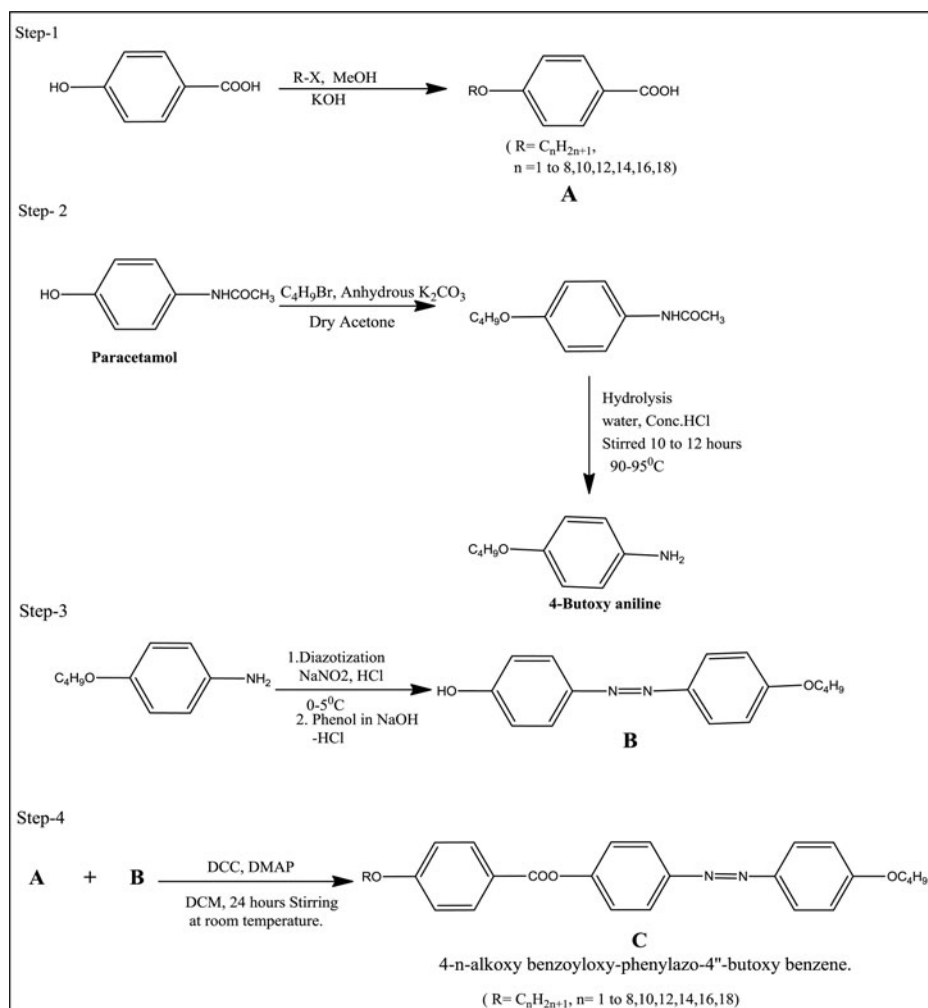 Step-1
HO
COOH
R-X, MeOH
KOH
RO
COOH
( R= CnH2n+1,
n =1 to 8,10,12,14,16,18)
A
Step- 2
HO
NHCOCH3
Paracetamol
C4H9Br, Anhydrous K2CO3
Dry Acetone
C4H9O
NHCOCH3
Hydrolysis
water, Conc.HCl
Stirred 10 to 12 hours
90-95⁰C
C4H9O
NH2
4-Butoxy aniline
Step-3
C4H9O
NH2
1.Diazotization
NaNO2, HCl
0-5⁰C
2. Phenol in NaOH
-HCl
HO
N=N
OC4H9
B
Step-4
A + B
DCC, DMAP
DCM, 24 hours Stirring
at room temperature.
RO
COO
N=N
OC4H9
C
4-n-alkoxy benzoyloxy-phenylazo-4"-butoxy benzene.
( R= CnH2n+1, n= 1 to 8,10,12,14,16,18)